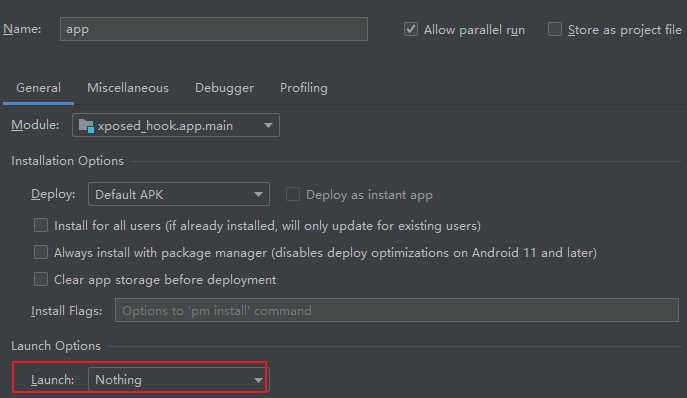 Name: app Allow parallel run Store as project file
General Miscellaneous Debugger Profiling
Module: xposed_hook.app.main
Installation Options
Deploy: Default APK Deploy as instant app
Install for all users (if already installed, will only update for existing users)
Always install with package manager (disables deploy optimizations on Android 11 and later)
Clear app storage before deployment
Install Flags: Options to 'pm install' command
Launch Options
Launch: Nothing